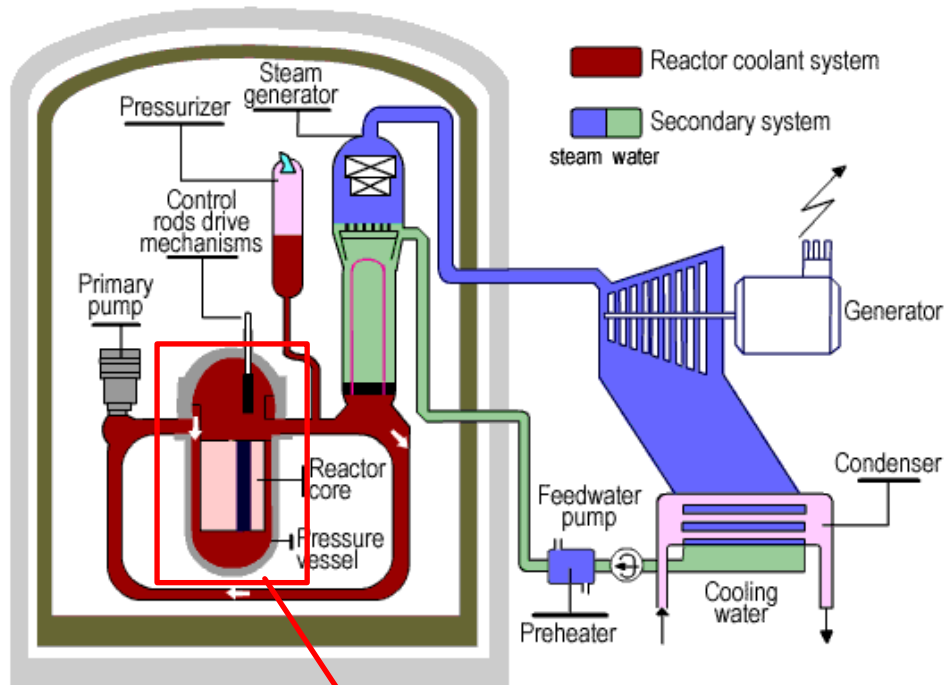 Steam
generator
Pressurizer
Control
rods drive
mechanisms
Primary
pump
Reactor
core
Pressure
vessel
Reactor coolant system
Secondary system
steam water
Generator
Condenser
Feedwater
pump
Preheater
Cooling
water